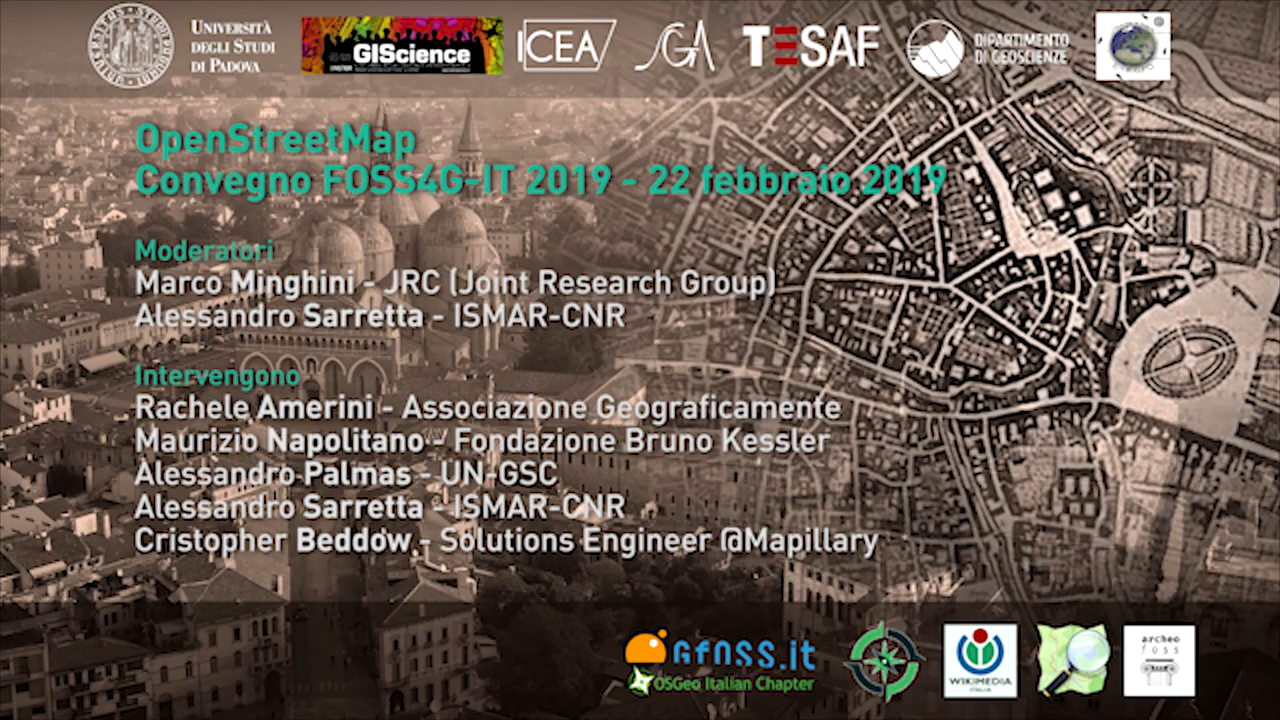 UNIVERSITÀ
DEGLI STUDI
DI PADOVA
GIScience
ICEA
SGA
TESAF
DIPARTIMENTO
DI GEOSCIENZE
OpenStreetMap
Convegno FOSS4G-IT 2019 - 22 febbraio 2019
Moderatori
Marco Minghini - JRC (Joint Research Group)
Alessandro Sarretta - ISMAR-CNR
Intervengono
Rachele Amerini - Associazione Geograficamente
Maurizio Napolitano - Fondazione Bruno Kessler
Alessandro Palmas - UN-GSC
Alessandro Sarretta - ISMAR-CNR
Cristopher Beddow - Solutions Engineer @Mapillary
GFOSS.it
OSGeo Italian Chapter
WIKIMEDIA
ITALIA
archeo
foss